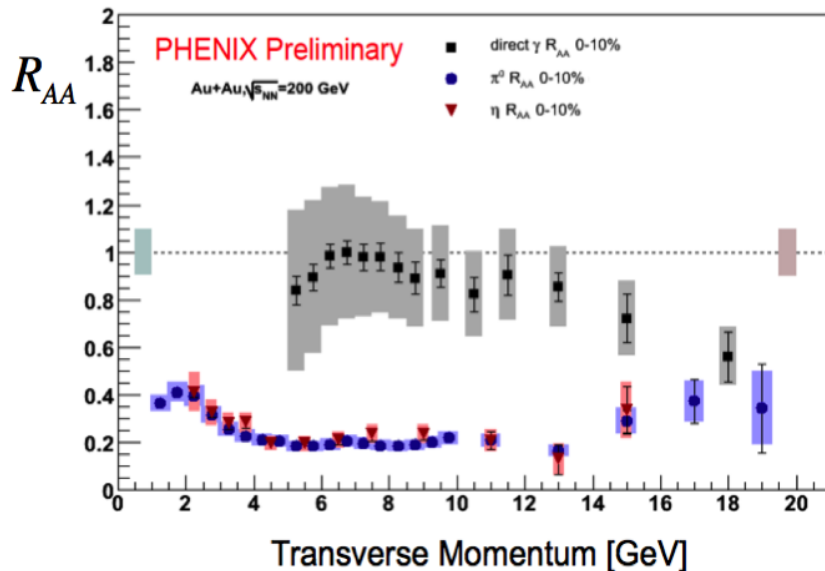 2
1.8
1.6
1.4
1.2
1
0.8
0.6
0.4
0.2
0
R_AA
PHENIX Preliminary
Au+Au,√s_NN=200 GeV
direct γ R_AA 0-10%
π⁰ R_AA 0-10%
η R_AA 0-10%
0 2 4 6 8 10 12 14 16 18 20
Transverse Momentum [GeV]